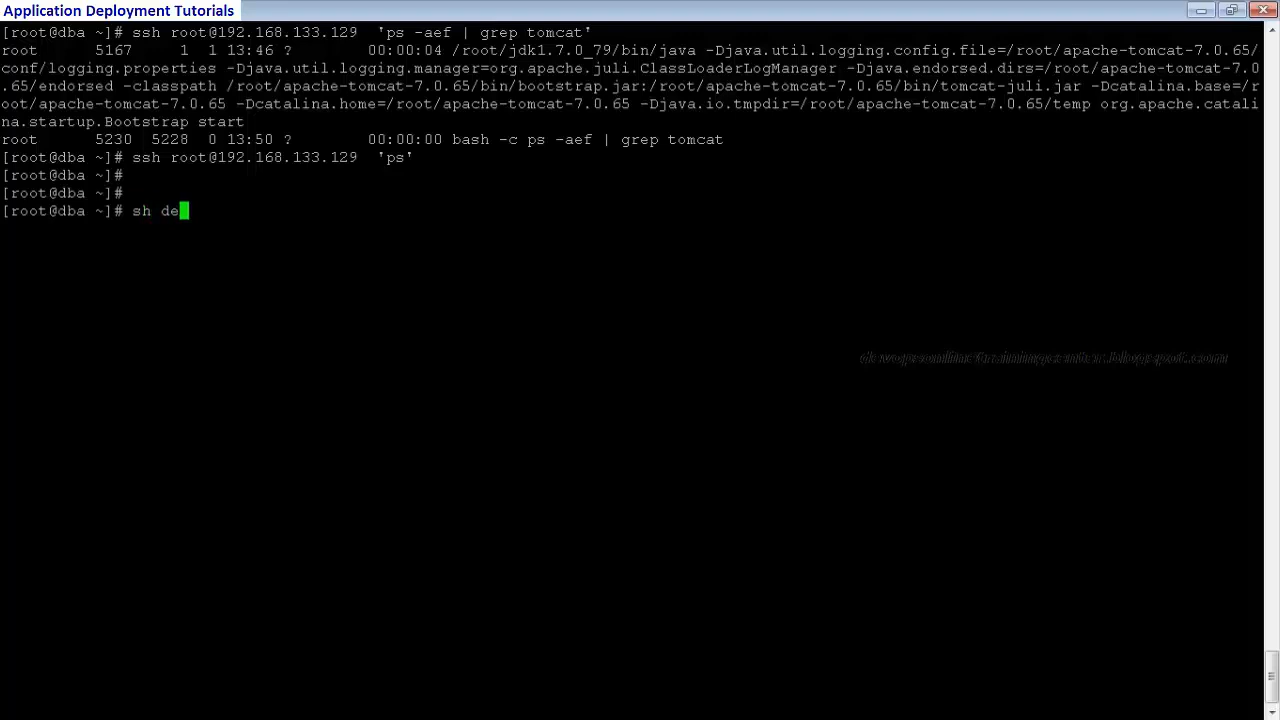 Application Deployment Tutorials
[root@dba ~]# ssh root@192.168.133.129  'ps -aef | grep tomcat'
root      5167     1  1 13:46 ?        00:00:04 /root/jdk1.7.0_79/bin/java -Djava.util.logging.config.file=/root/apache-tomcat-7.0.65/
conf/logging.properties -Djava.util.logging.manager=org.apache.juli.ClassLoaderLogManager -Djava.endorsed.dirs=/root/apache-tomcat-7.0
.65/endorsed -classpath /root/apache-tomcat-7.0.65/bin/bootstrap.jar:/root/apache-tomcat-7.0.65/bin/tomcat-juli.jar -Dcatalina.base=/r
oot/apache-tomcat-7.0.65 -Dcatalina.home=/root/apache-tomcat-7.0.65 -Djava.io.tmpdir=/root/apache-tomcat-7.0.65/temp org.apache.catali
na.startup.Bootstrap start
root      5230  5228  0 13:50 ?        00:00:00 bash -c ps -aef | grep tomcat
[root@dba ~]# ssh root@192.168.133.129  'ps'
[root@dba ~]#
[root@dba ~]#
[root@dba ~]# sh de
devopsonlinetrainingcenter.blogspot.com